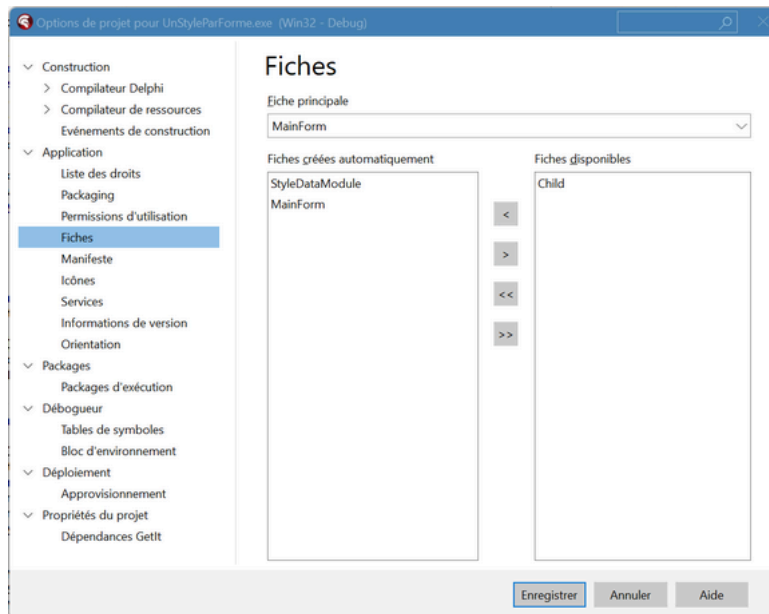 Options de projet pour UnStyleParForme.exe (Win32 - Debug)
Construction
Compilateur Delphi
Compilateur de ressources
Evénements de construction
Application
Liste des droits
Packaging
Permissions d'utilisation
Fiches
Manifeste
Icônes
Services
Informations de version
Orientation
Packages
Packages d'exécution
Débogueur
Tables de symboles
Bloc d'environnement
Déploiement
Approvisionnement
Propriétés du projet
Dépendances GetIt
Fiches
Fiche principale
MainForm
Fiches créées automatiquement
StyleDataModule
MainForm
<
>
<<
>>
Fiches disponibles
Child
Enregistrer
Annuler
Aide